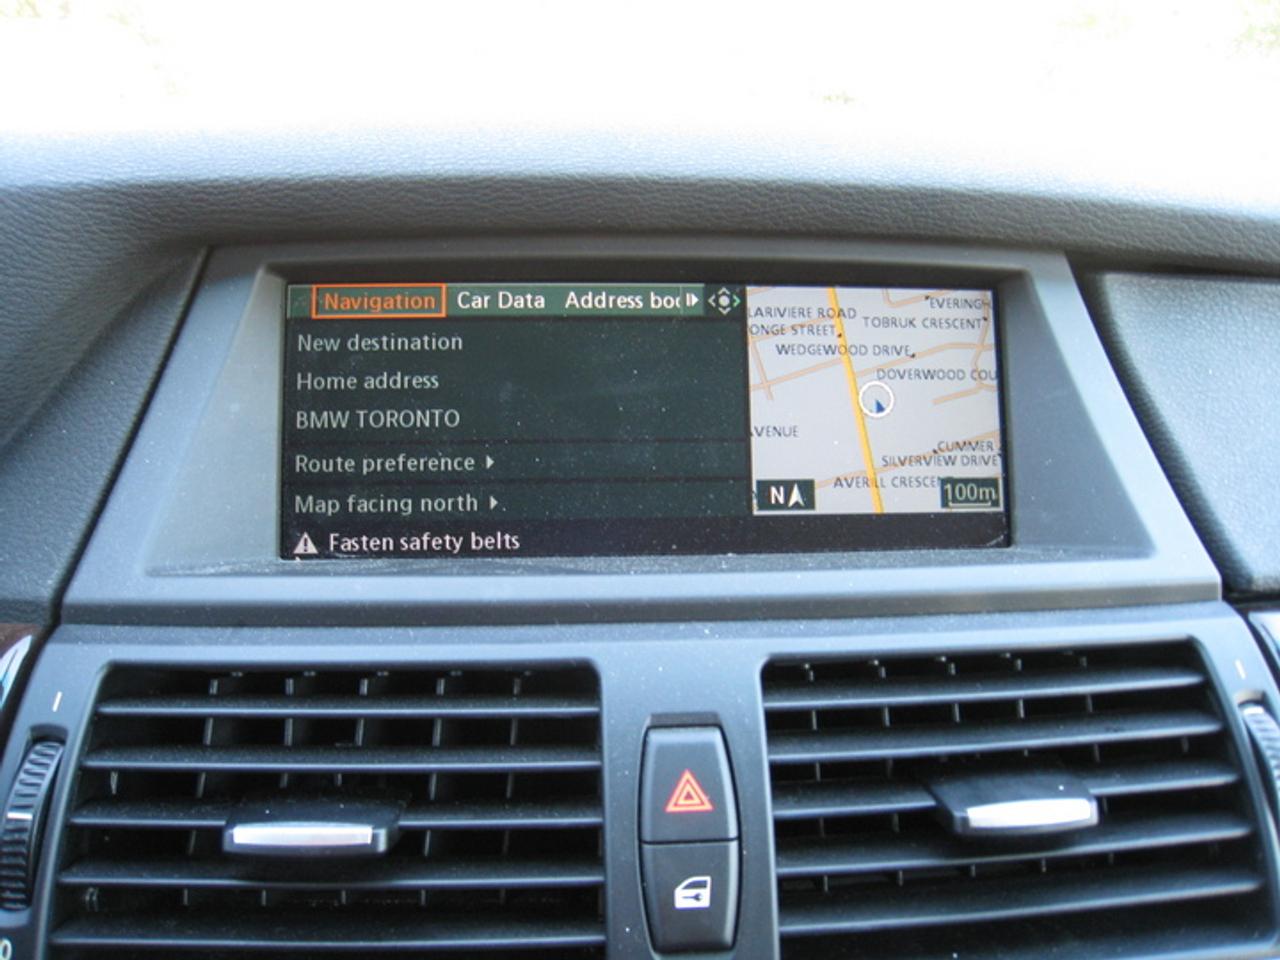 Navigation Car Data Address boo
New destination
Home address
BMW TORONTO
Route preference
Map facing north
Fasten safety belts
EVERINGH
LARIVIERE ROAD
TOBRUK CRESCENT
ONGE STREET
WEDGEWOOD DRIVE
DOVERWOOD COU
VENUE
CUMMER
SILVERVIEW DRIVE
AVERILL CRESCEN
N
100m